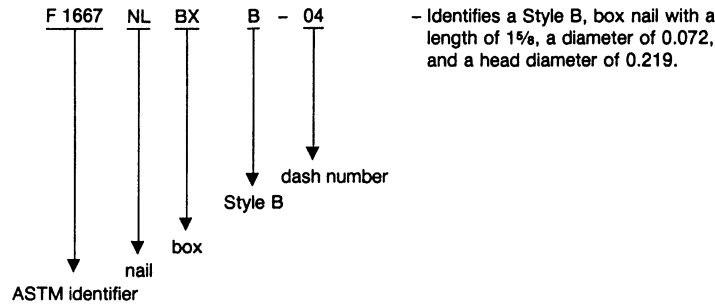 F 1667 NL BX B - 04
– Identifies a Style B, box nail with a
length of 1⅝, a diameter of 0.072,
and a head diameter of 0.219.
dash number
Style B
box
nail
ASTM identifier